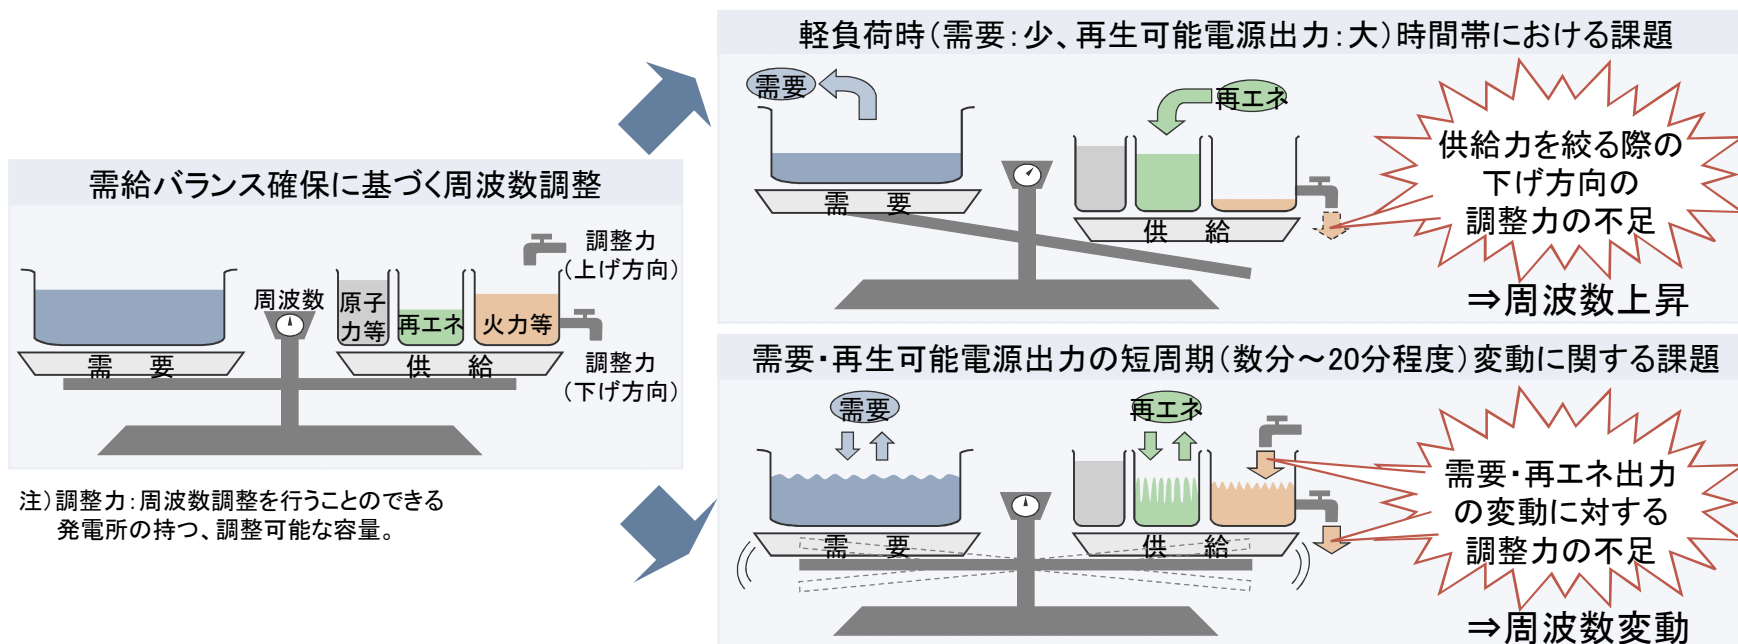 需給バランス確保に基づく周波数調整
調整力
(上げ方向)
周波数
原子
力等
再エネ
火力等
需 要
供 給
調整力
(下げ方向)
注)調整力:周波数調整を行うことのできる
発電所の持つ、調整可能な容量。
軽負荷時(需要:少、再生可能電源出力:大)時間帯における課題
需要
再エネ
需 要
供 給
供給力を絞る際の
下げ方向の
調整力の不足
⇒周波数上昇
需要・再生可能電源出力の短周期(数分~20分程度)変動に関する課題
需要
再エネ
需 要
供 給
需要・再エネ出力
の変動に対する
調整力の不足
⇒周波数変動